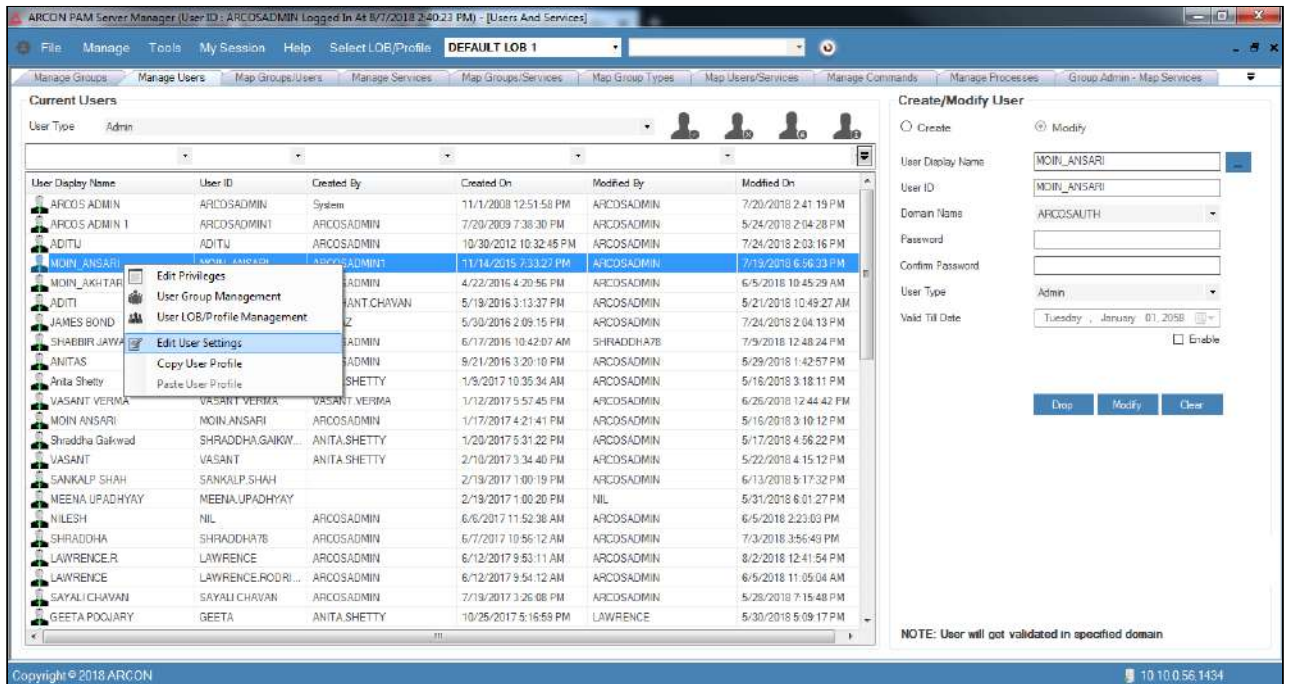 ARCON PAM Server Manager (User ID : ARCOSADMIN Logged In At 8/7/2018 2:40:23 PM) - [Users And Services]
File Manage Tools My Session Help Select LOB/Profile DEFAULT LOB 1
Manage Groups Manage Users Map Groups/Users Manage Services Map Groups/Services Map Group Types Map Users/Services Manage Commands Manage Processes Group Admin - Map Services
Current Users
User Type Admin
User Display Name User ID Created By Created On Modified By Modified On
ARCOS ADMIN ARCOSADMIN System 11/1/2008 12:51:58 PM ARCOSADMIN 7/20/2018 2:41:19 PM
ARCOS ADMIN 1 ARCOSADMIN1 ARCOSADMIN 7/20/2009 7:38:30 PM ARCOSADMIN 5/24/2018 2:04:28 PM
ADITIJ ADITIJ ARCOSADMIN 10/30/2012 10:32:45 PM ARCOSADMIN 7/24/2018 2:03:16 PM
MOIN_ANSARI MOIN_ANSARI ARCOSADMIN1 11/14/2015 7:33:27 PM ARCOSADMIN 7/19/2018 6:56:33 PM
MOIN_AKHTAR SADMIN 4/22/2016 4:20:56 PM ARCOSADMIN 6/5/2018 10:45:29 AM
ADITI ANT.CHAVAN 5/19/2016 3:13:37 PM ARCOSADMIN 5/21/2018 10:49:27 AM
JAMES BOND Z 5/30/2016 2:09:15 PM ARCOSADMIN 7/24/2018 2:04:13 PM
SHABBIR JAWA SADMIN 6/17/2016 10:42:07 AM SHRADDHA78 7/9/2018 12:48:24 PM
ANITAS SADMIN 9/21/2016 3:20:10 PM ARCOSADMIN 5/29/2018 1:42:57 PM
Anita Shetty SHETTY 1/9/2017 10:35:34 AM ARCOSADMIN 5/16/2018 3:18:11 PM
VASANT VERMA VASANT VERMA VASANT.VERMA 1/12/2017 5:57:45 PM ARCOSADMIN 6/26/2018 12:44:42 PM
MOIN ANSARI MOIN.ANSARI ARCOSADMIN 1/17/2017 4:21:41 PM ARCOSADMIN 5/16/2018 3:10:12 PM
Shraddha Gaikwad SHRADDHA.GAIKW... ANITA.SHETTY 1/20/2017 5:31:22 PM ARCOSADMIN 5/17/2018 4:56:22 PM
VASANT VASANT ANITA.SHETTY 2/10/2017 3:34:40 PM ARCOSADMIN 5/22/2018 4:15:12 PM
SANKALP SHAH SANKALP.SHAH 2/19/2017 1:00:19 PM ARCOSADMIN 6/13/2018 5:17:32 PM
MEENA UPADHYAY MEENA.UPADHYAY 2/19/2017 1:00:20 PM NIL 5/31/2018 6:01:27 PM
NILESH NIL ARCOSADMIN 6/6/2017 11:52:38 AM ARCOSADMIN 6/5/2018 2:23:03 PM
SHRADDHA SHRADDHA78 ARCOSADMIN 6/7/2017 10:56:12 AM ARCOSADMIN 7/3/2018 3:56:49 PM
LAWRENCE.R LAWRENCE ARCOSADMIN 6/12/2017 9:53:11 AM ARCOSADMIN 8/2/2018 12:41:54 PM
LAWRENCE LAWRENCE.RODRI... ARCOSADMIN 6/12/2017 9:54:12 AM ARCOSADMIN 6/5/2018 11:05:04 AM
SAYALI CHAVAN SAYALI CHAVAN ARCOSADMIN 7/19/2017 3:26:08 PM ARCOSADMIN 5/28/2018 7:15:48 PM
GEETA POOJARY GEETA ANITA.SHETTY 10/25/2017 5:16:59 PM LAWRENCE 5/30/2018 5:09:17 PM
Edit Privileges
User Group Management
User LOB/Profile Management
Edit User Settings
Copy User Profile
Paste User Profile
Create/Modify User
Create Modify
User Display Name MOIN_ANSARI ...
User ID MOIN_ANSARI
Domain Name ARCOSAUTH
Password
Confirm Password
User Type Admin
Valid Till Date Tuesday , January 01, 2058
Enable
Drop Modify Clear
NOTE: User will get validated in specified domain
Copyright © 2018 ARCON 10.10.0.56,1434